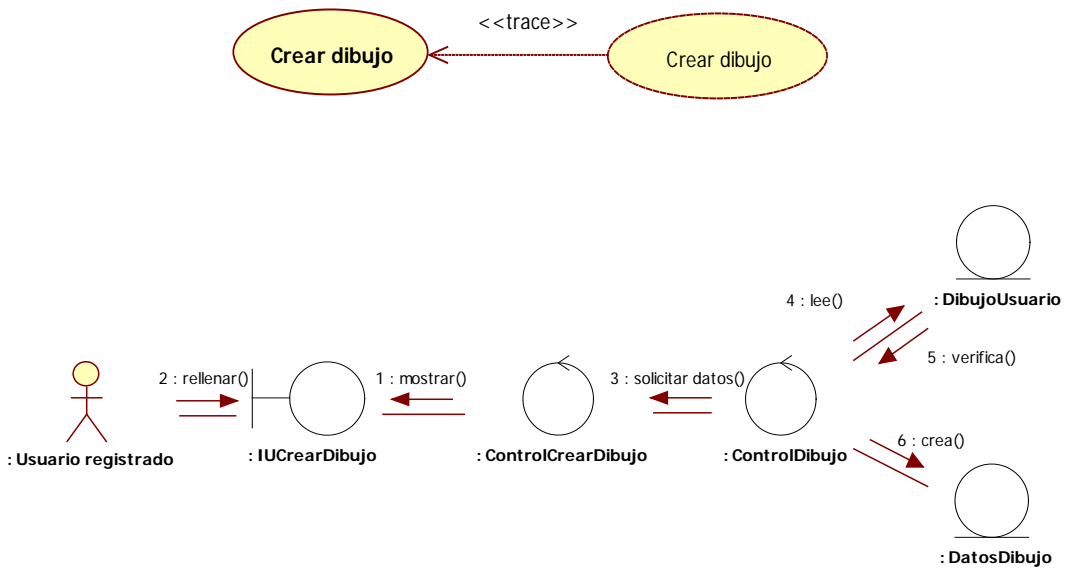 <<trace>>
Crear dibujo
Crear dibujo
4 : lee()
: DibujoUsuario
5 : verifica()
2 : rellenar()
1 : mostrar()
3 : solicitar datos()
: Usuario registrado
: IUCrearDibujo
: ControlCrearDibujo
: ControlDibujo
6 : crea()
: DatosDibujo